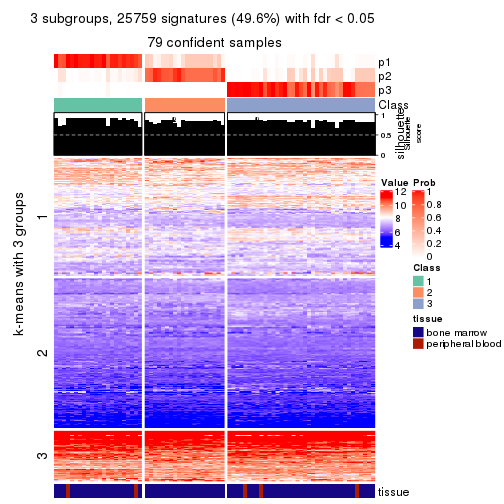 3 subgroups, 25759 signatures (49.6%) with fdr < 0.05
79 confident samples
p1
p2
p3
Class
1
0.5
0
silhouette
Silhouette
score
k-means with 3 groups
1
2
3
tissue
Value
12
10
8
6
4
Prob
1
0.8
0.6
0.4
0.2
0
Class
1
2
3
tissue
bone marrow
peripheral blood